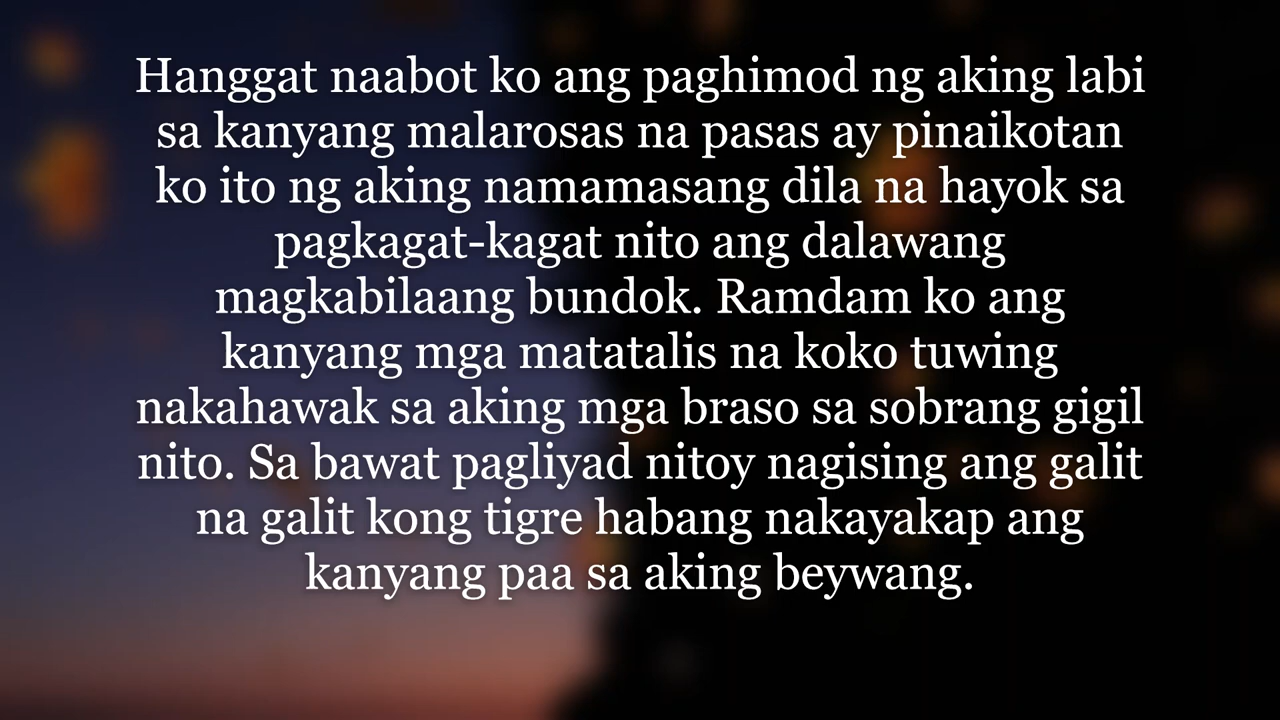 Hanggat naabot ko ang paghimod ng aking labi
sa kanyang malarosas na pasas ay pinaikotan
ko ito ng aking namamasang dila na hayok sa
pagkagat-kagat nito ang dalawang
magkabilaang bundok. Ramdam ko ang
kanyang mga matatalis na koko tuwing
nakahawak sa aking mga braso sa sobrang gigil
nito. Sa bawat pagliyad nitoy nagising ang galit
na galit kong tigre habang nakayakap ang
kanyang paa sa aking beywang.